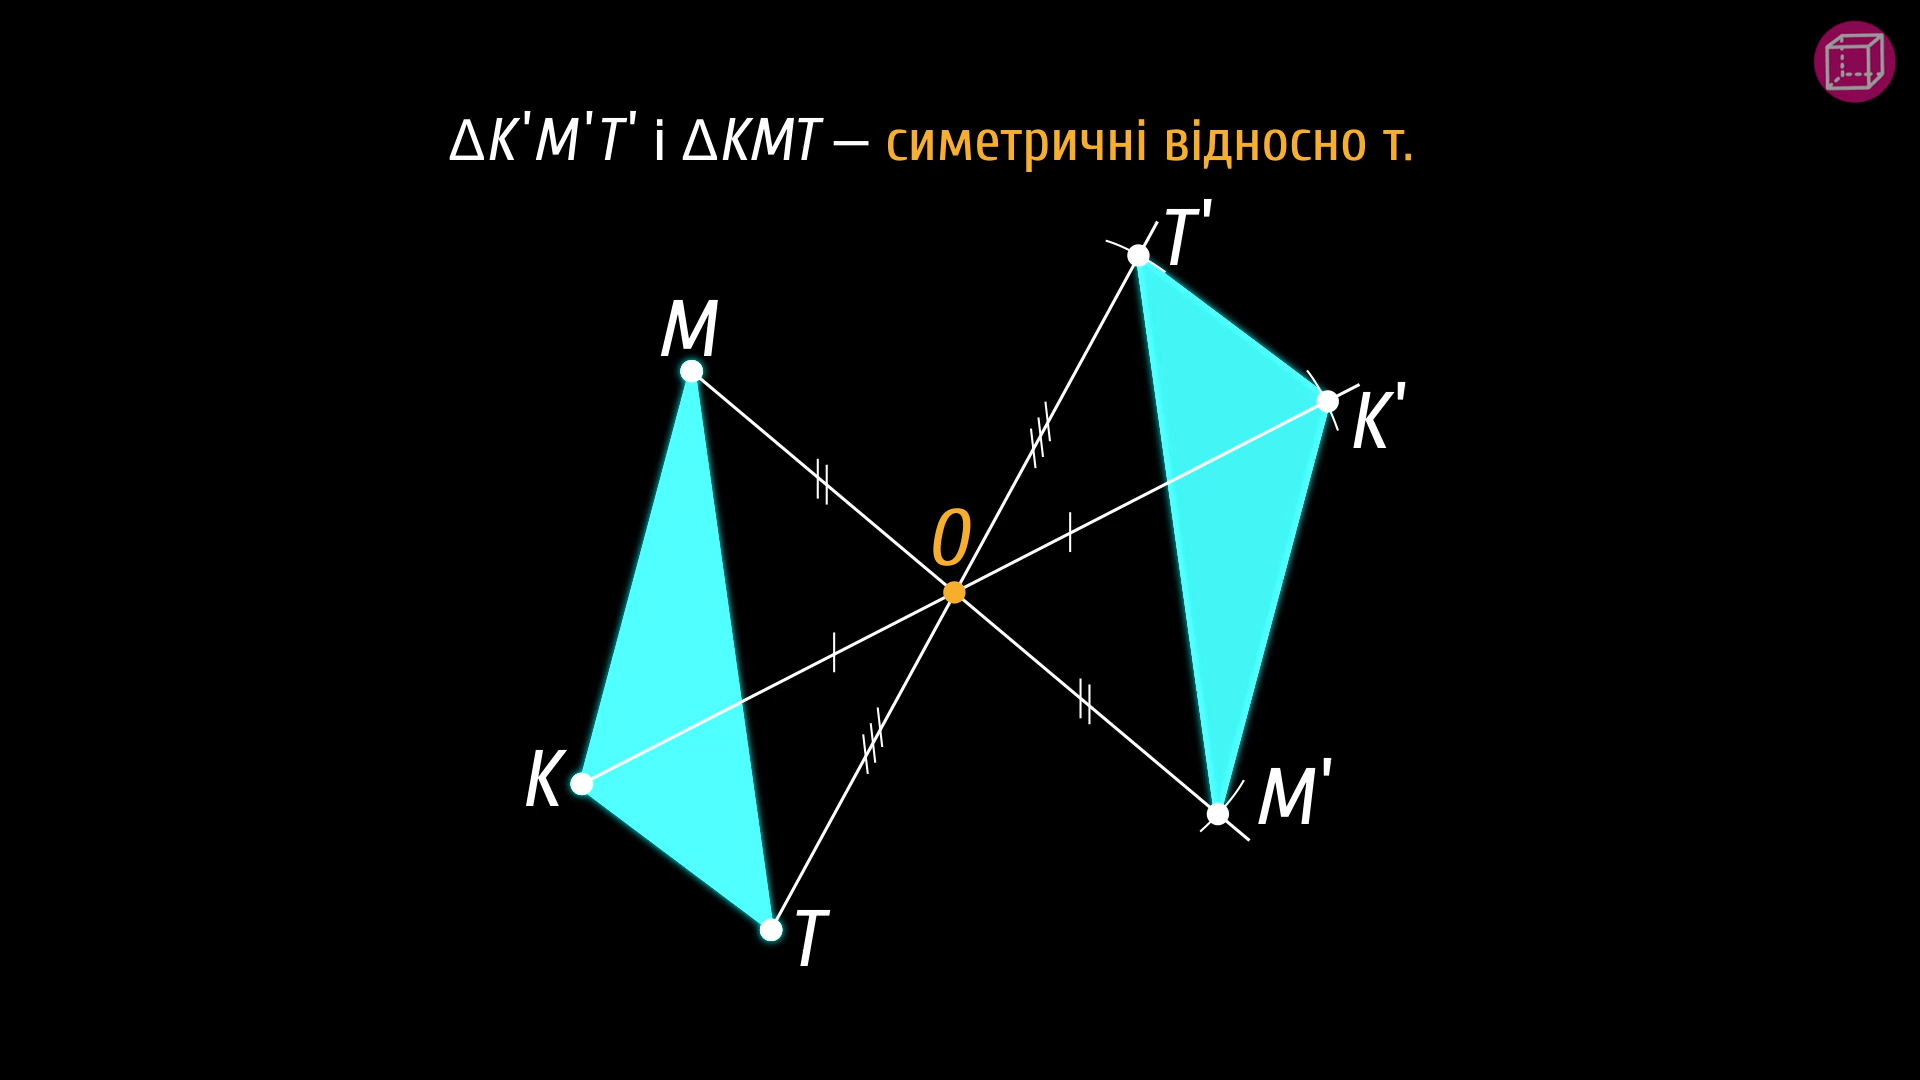 ΔK'M'T' і ΔKMT – симетричні відносно т.
T'
M
K'
O
K
M'
T